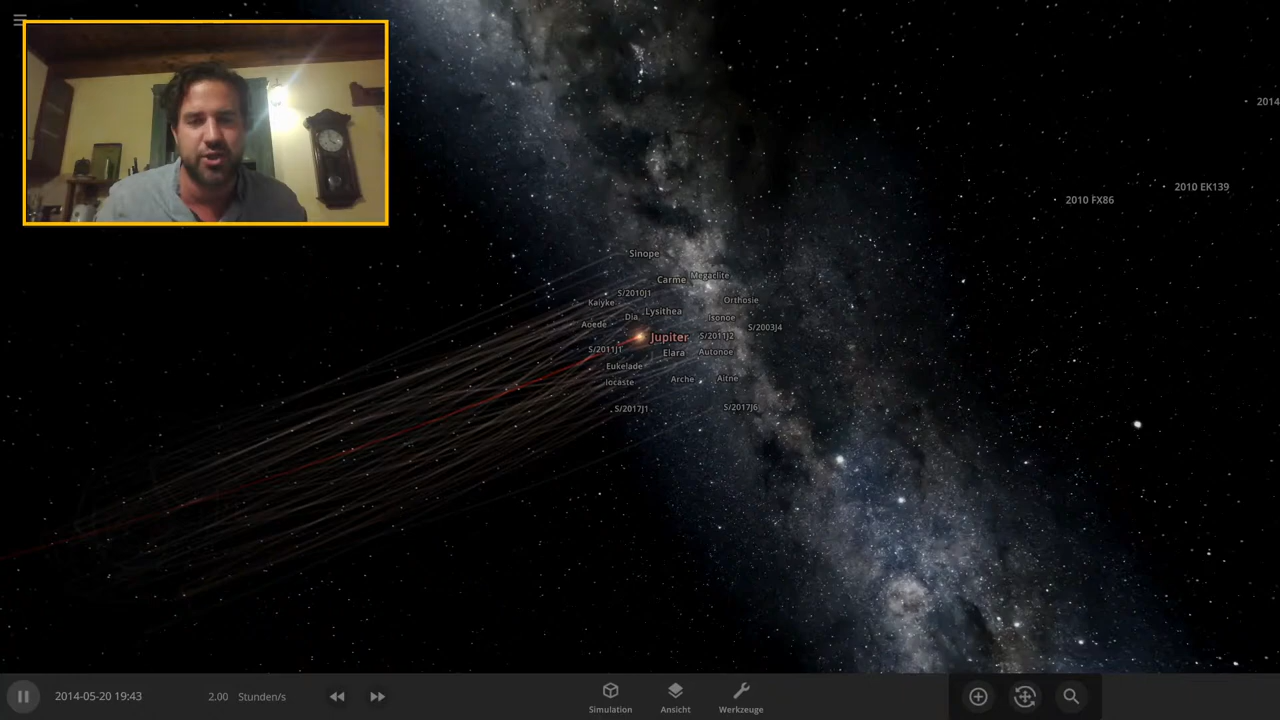 2014
2010 EK139
2010 FX86
Sinope
Carme
Megaclite
S/2010J1
Kalyke
Orthosie
Lysithea
Dia
Isonoe
Aoede
S/2003J4
Jupiter
S/2011J2
S/2011J1
Elara
Autonoe
Eukelade
Iocaste
Arche
Aitne
S/2017J1
S/2017J6
2014-05-20 19:43
2.00 Stunden/s
Simulation
Ansicht
Werkzeuge